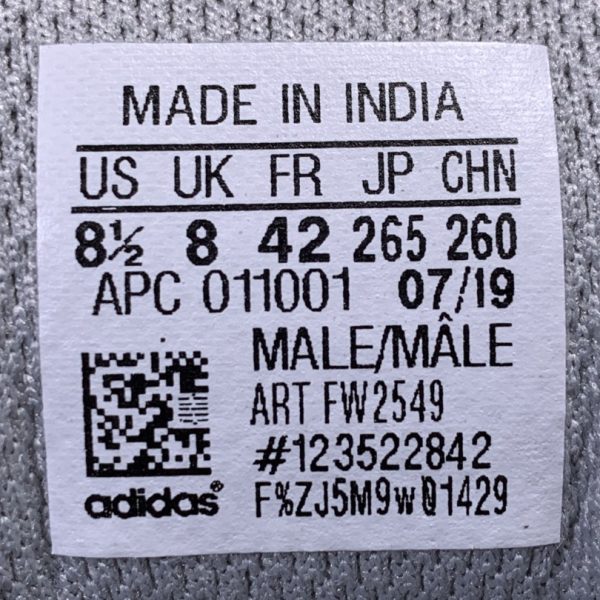 MADE IN INDIA
US UK FR JP CHN
8½ 8 42 265 260
APC 011001 07/19
MALE/MÂLE
ART FW2549
#123522842
adidas® F%ZJ5M9w01429